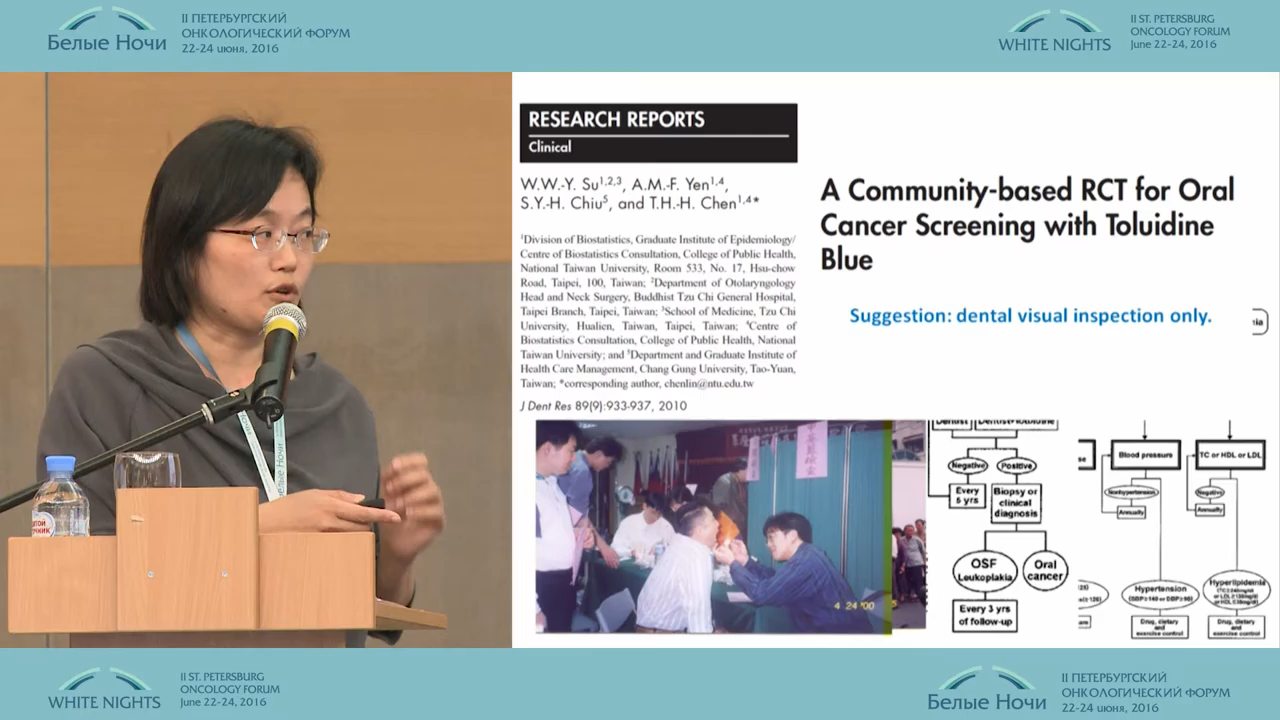 Белые Ночи
II ПЕТЕРБУРГСКИЙ
ОНКОЛОГИЧЕСКИЙ ФОРУМ
22-24 июня, 2016
WHITE NIGHTS
II ST. PETERSBURG
ONCOLOGY FORUM
June 22-24, 2016
RESEARCH REPORTS
Clinical
W.W.-Y. Su1,2,3, A.M.-F. Yen1,4,
S.Y.-H. Chiu5, and T.H.-H. Chen1,4*
1Division of Biostatistics, Graduate Institute of Epidemiology/
Centre of Biostatistics Consultation, College of Public Health,
National Taiwan University, Room 533, No. 17, Hsu-chow
Road, Taipei, 100, Taiwan; 2Department of Otolaryngology
Head and Neck Surgery, Buddhist Tzu Chi General Hospital,
Taipei Branch, Taipei, Taiwan; 3School of Medicine, Tzu Chi
University, Hualien, Taiwan, Taipei, Taiwan; 4Centre of
Biostatistics Consultation, College of Public Health, National
Taiwan University; and 5Department and Graduate Institute of
Health Care Management, Chang Gung University, Tao-Yuan,
Taiwan; *corresponding author, chenlin@ntu.edu.tw
J Dent Res 89(9):933-937, 2010
A Community-based RCT for Oral
Cancer Screening with Toluidine
Blue
Suggestion: dental visual inspection only.
4 24 '00
Dentist
Negative
Positive
Every
5 yrs
Biopsy or
clinical
diagnosis
OSF
Leukoplakia
Oral
cancer
Every 3 yrs
of follow-up
Blood pressure
TC or HDL or LDL
Nonhypertension
Annually
Negative
Annually
Hypertension
Hyperlipidemia
Drug, dietary
and
exercise control
Drug, dietary
and
exercise control
WHITE NIGHTS
II ST. PETERSBURG
ONCOLOGY FORUM
June 22-24, 2016
Белые Ночи
II ПЕТЕРБУРГСКИЙ
ОНКОЛОГИЧЕСКИЙ ФОРУМ
22-24 июня, 2016